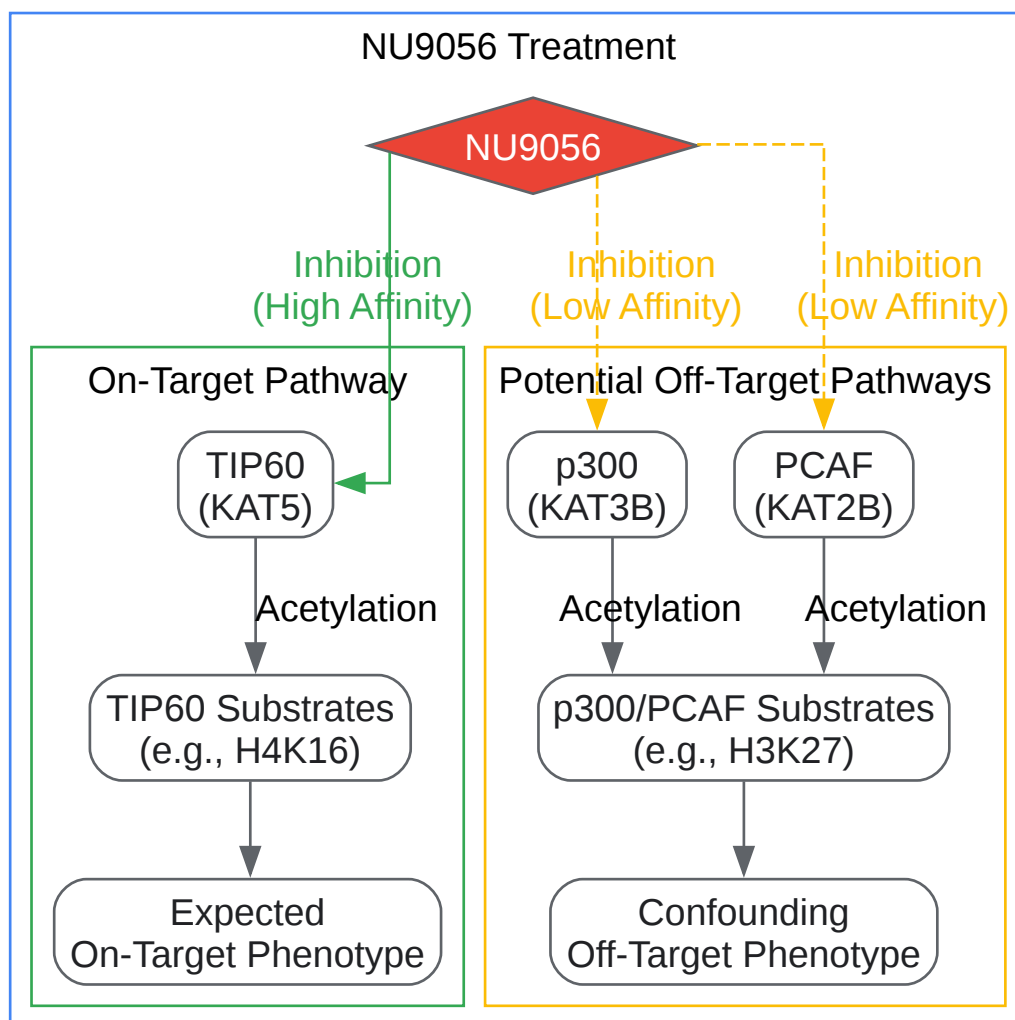 NU9056 Treatment
NU9056
Inhibition
(High Affinity)
Inhibition
(Low Affinity)
Inhibition
(Low Affinity)
On-Target Pathway
TIP60
(KAT5)
Acetylation
TIP60 Substrates
(e.g., H4K16)
Expected
On-Target Phenotype
Potential Off-Target Pathways
p300
(KAT3B)
PCAF
(KAT2B)
Acetylation
Acetylation
p300/PCAF Substrates
(e.g., H3K27)
Confounding
Off-Target Phenotype